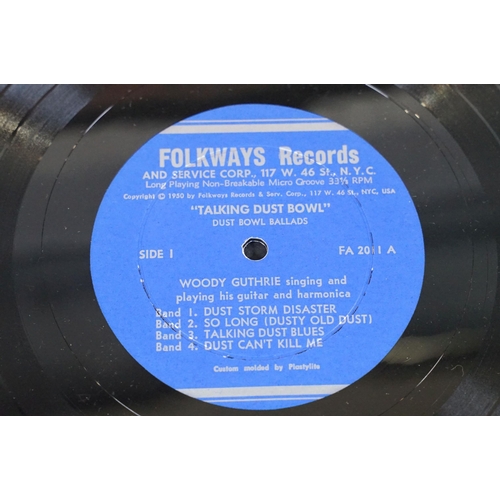 FOLKWAYS Records
AND SERVICE CORP., 117 W. 46 St., N.Y.C.
Long Playing Non-Breakable Micro Groove 33⅓ RPM
Copyright © 1950 by Folkways Records & Serv. Corp., 117 W. 46 St., NYC, USA
"TALKING DUST BOWL"
DUST BOWL BALLADS
SIDE I FA 2011 A
WOODY GUTHRIE singing and
playing his guitar and harmonica
Band 1. DUST STORM DISASTER
Band 2. SO LONG (DUSTY OLD DUST)
Band 3. TALKING DUST BLUES
Band 4. DUST CAN'T KILL ME
Custom molded by Plastylite